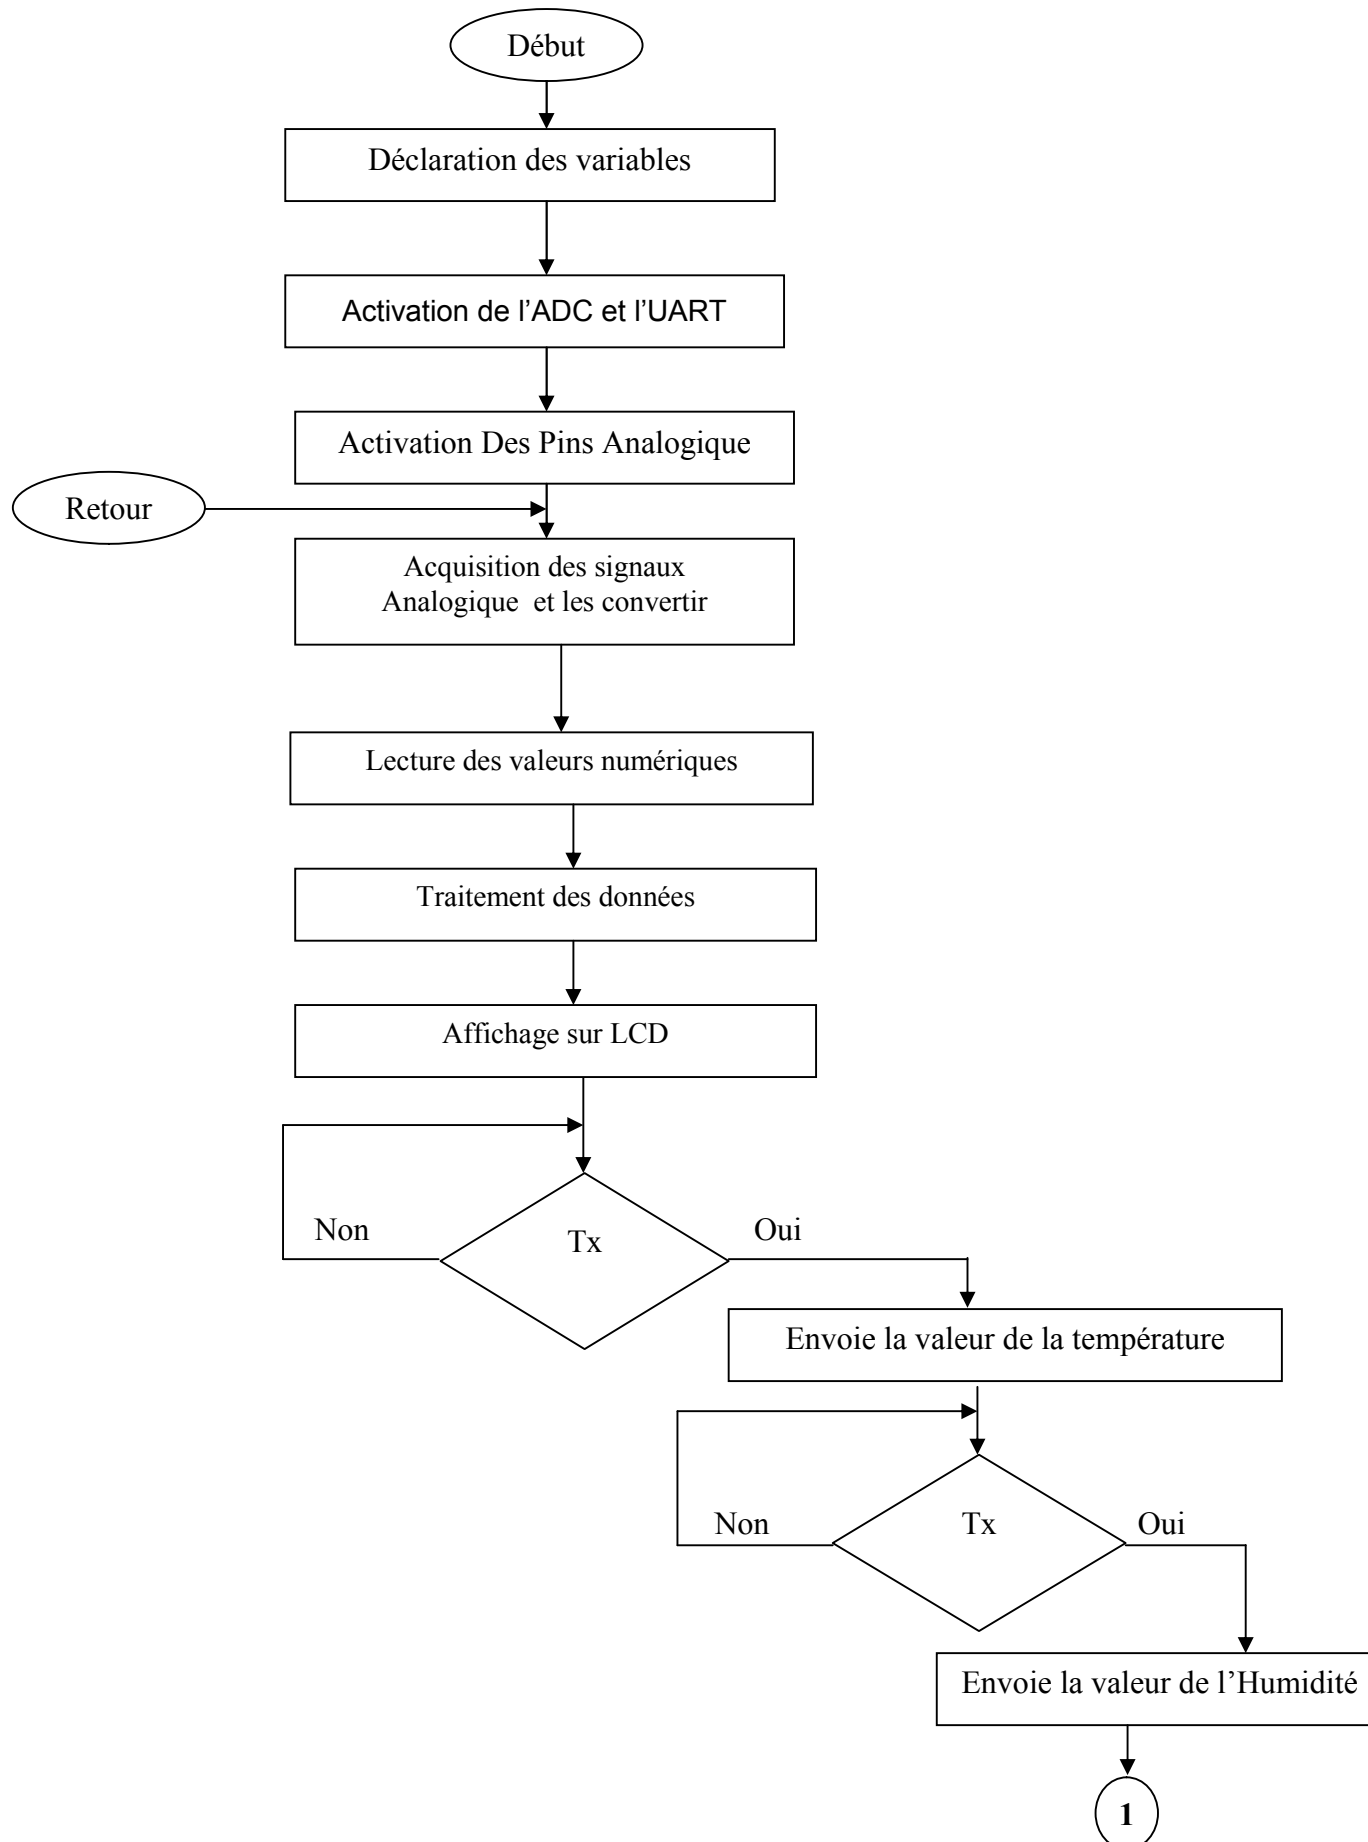 Début
Déclaration des variables
Activation de l’ADC et l’UART
Activation Des Pins Analogique
Retour
Acquisition des signaux
Analogique et les convertir
Lecture des valeurs numériques
Traitement des données
Affichage sur LCD
Non
Tx
Oui
Envoie la valeur de la température
Non
Tx
Oui
Envoie la valeur de l’Humidité
1